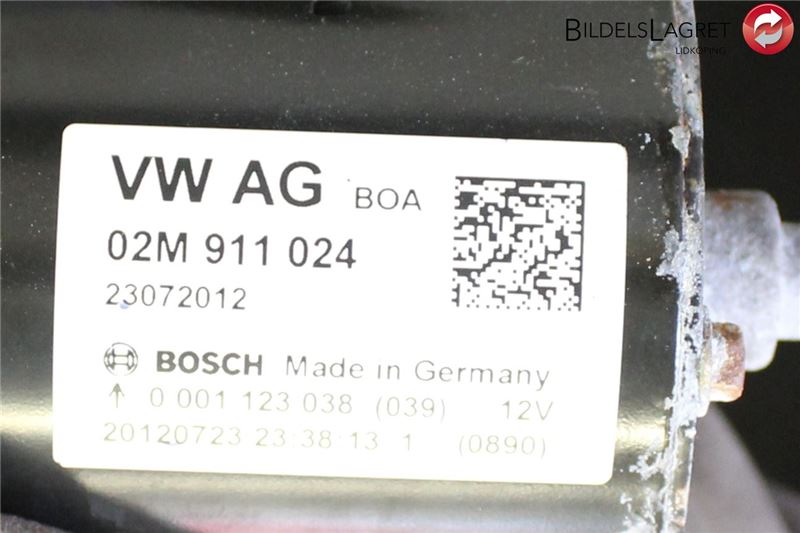 BILDELSLAGRET
LIDKÖPING
VW AG BOA
02M 911 024
23072012
BOSCH Made in Germany
↑ 0 001 123 038 (039) 12V
20120723 23:38:13 1 (0890)